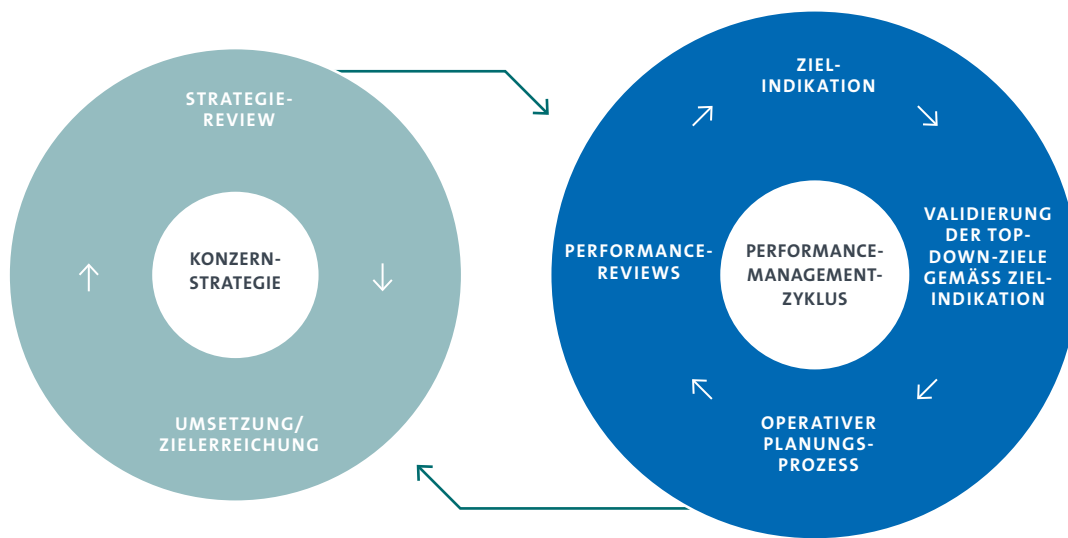 STRATEGIE-
REVIEW
KONZERN-
STRATEGIE
UMSETZUNG/
ZIELERREICHUNG
ZIEL-
INDIKATION
VALIDIERUNG
DER TOP-
DOWN-ZIELE
GEMÄSS ZIEL-
INDIKATION
PERFORMANCE-
REVIEWS
PERFORMANCE-
MANAGEMENT-
ZYKLUS
OPERATIVER
PLANUNGS-
PROZESS